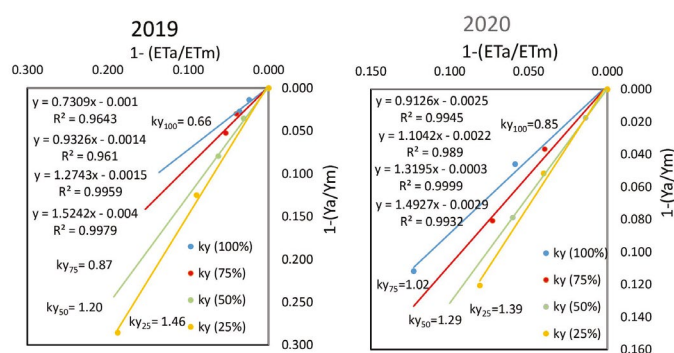 2019
1- (ETa/ETm)
0.300 0.200 0.100 0.000
0.000
0.050
0.100
0.150
0.200
0.250
0.300
1-(Ya/Ym)
y = 0.7309x - 0.001
R² = 0.9643
y = 0.9326x - 0.0014
R² = 0.961
y = 1.2743x - 0.0015
R² = 0.9959
y = 1.5242x - 0.004
R² = 0.9979
ky100= 0.66
ky75= 0.87
ky50= 1.20
ky25= 1.46
ky (100%)
ky (75%)
ky (50%)
ky (25%)
2020
1-(ETa/ETm)
0.150 0.100 0.050 0.000
0.000
0.020
0.040
0.060
0.080
0.100
0.120
0.140
0.160
1-(Ya/Ym)
y = 0.9126x - 0.0025
R² = 0.9945
y = 1.1042x - 0.0022
R² = 0.989
y = 1.3195x - 0.0003
R² = 0.9999
y = 1.4927x - 0.0029
R² = 0.9932
ky100= 0.85
ky75= 1.02
ky50= 1.29
ky25= 1.39
ky (100%)
ky (75%)
ky (50%)
ky (25%)